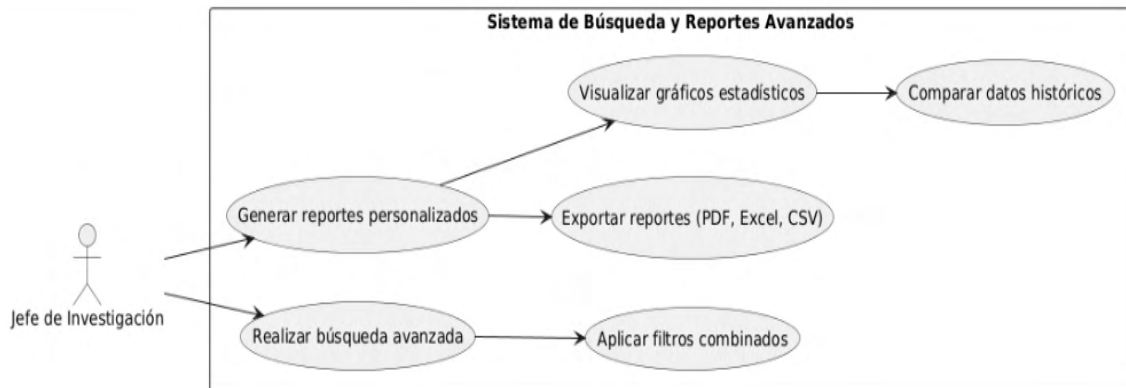 Sistema de Búsqueda y Reportes Avanzados
Visualizar gráficos estadísticos
Comparar datos históricos
Generar reportes personalizados
Exportar reportes (PDF, Excel, CSV)
Jefe de Investigación
Realizar búsqueda avanzada
Aplicar filtros combinados